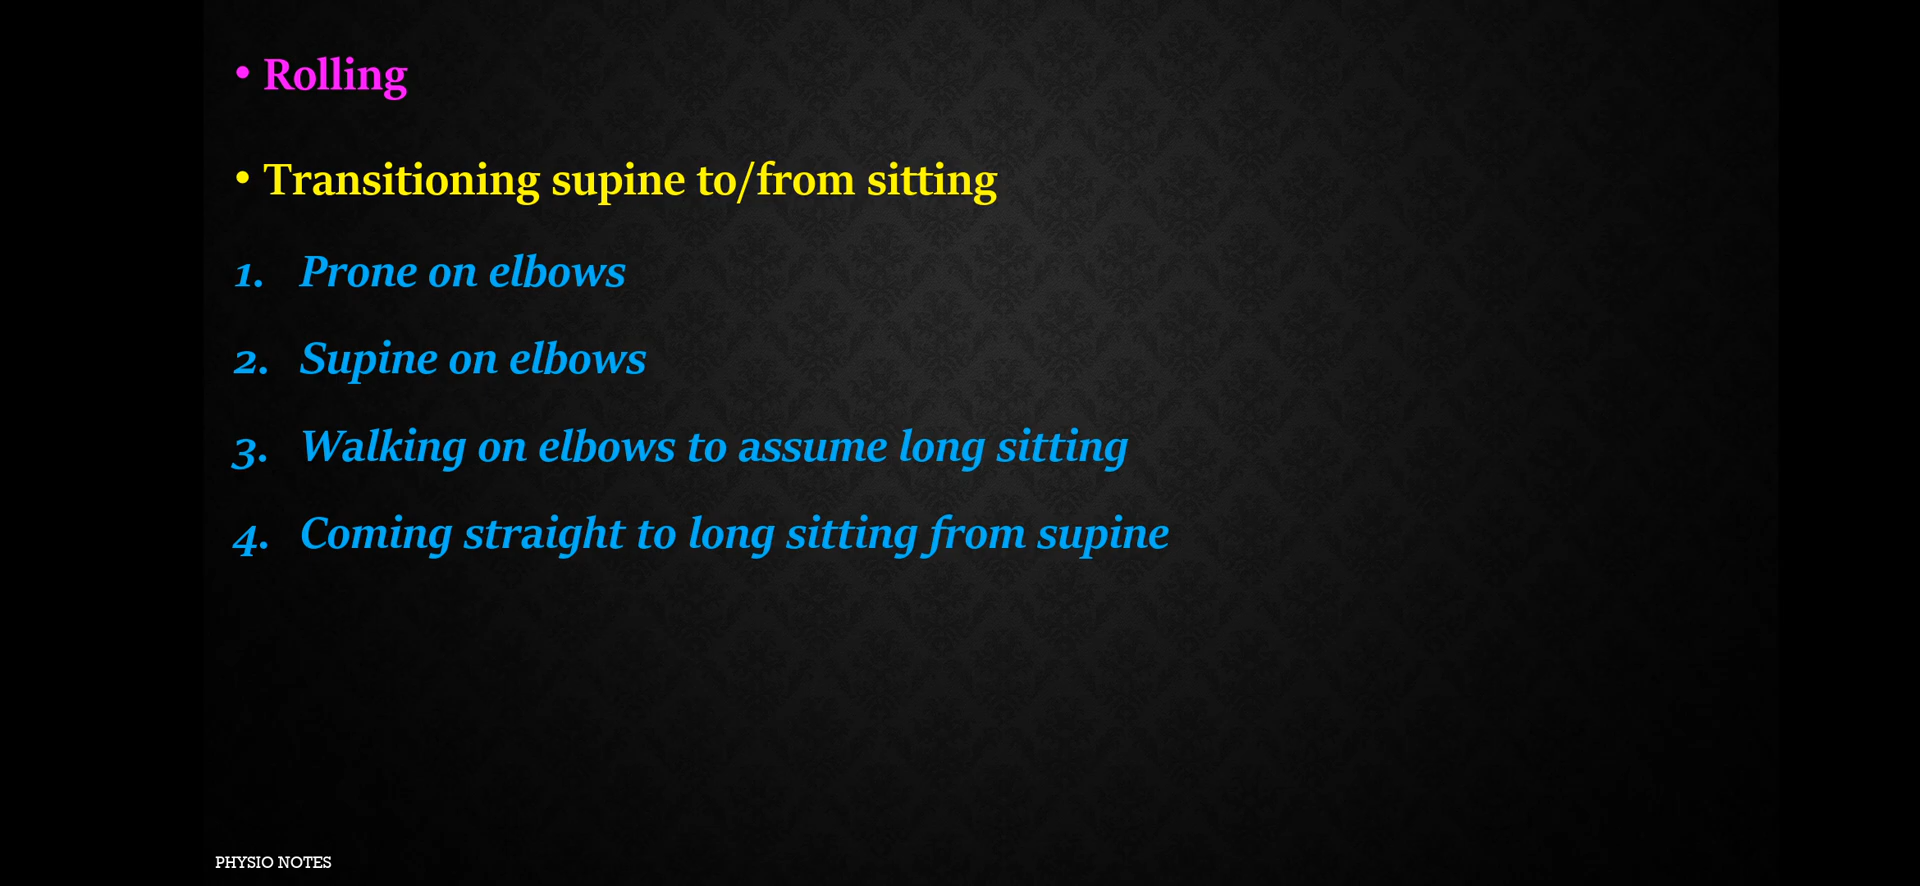 • Rolling
• Transitioning supine to/from sitting
1. Prone on elbows
2. Supine on elbows
3. Walking on elbows to assume long sitting
4. Coming straight to long sitting from supine
PHYSIO NOTES